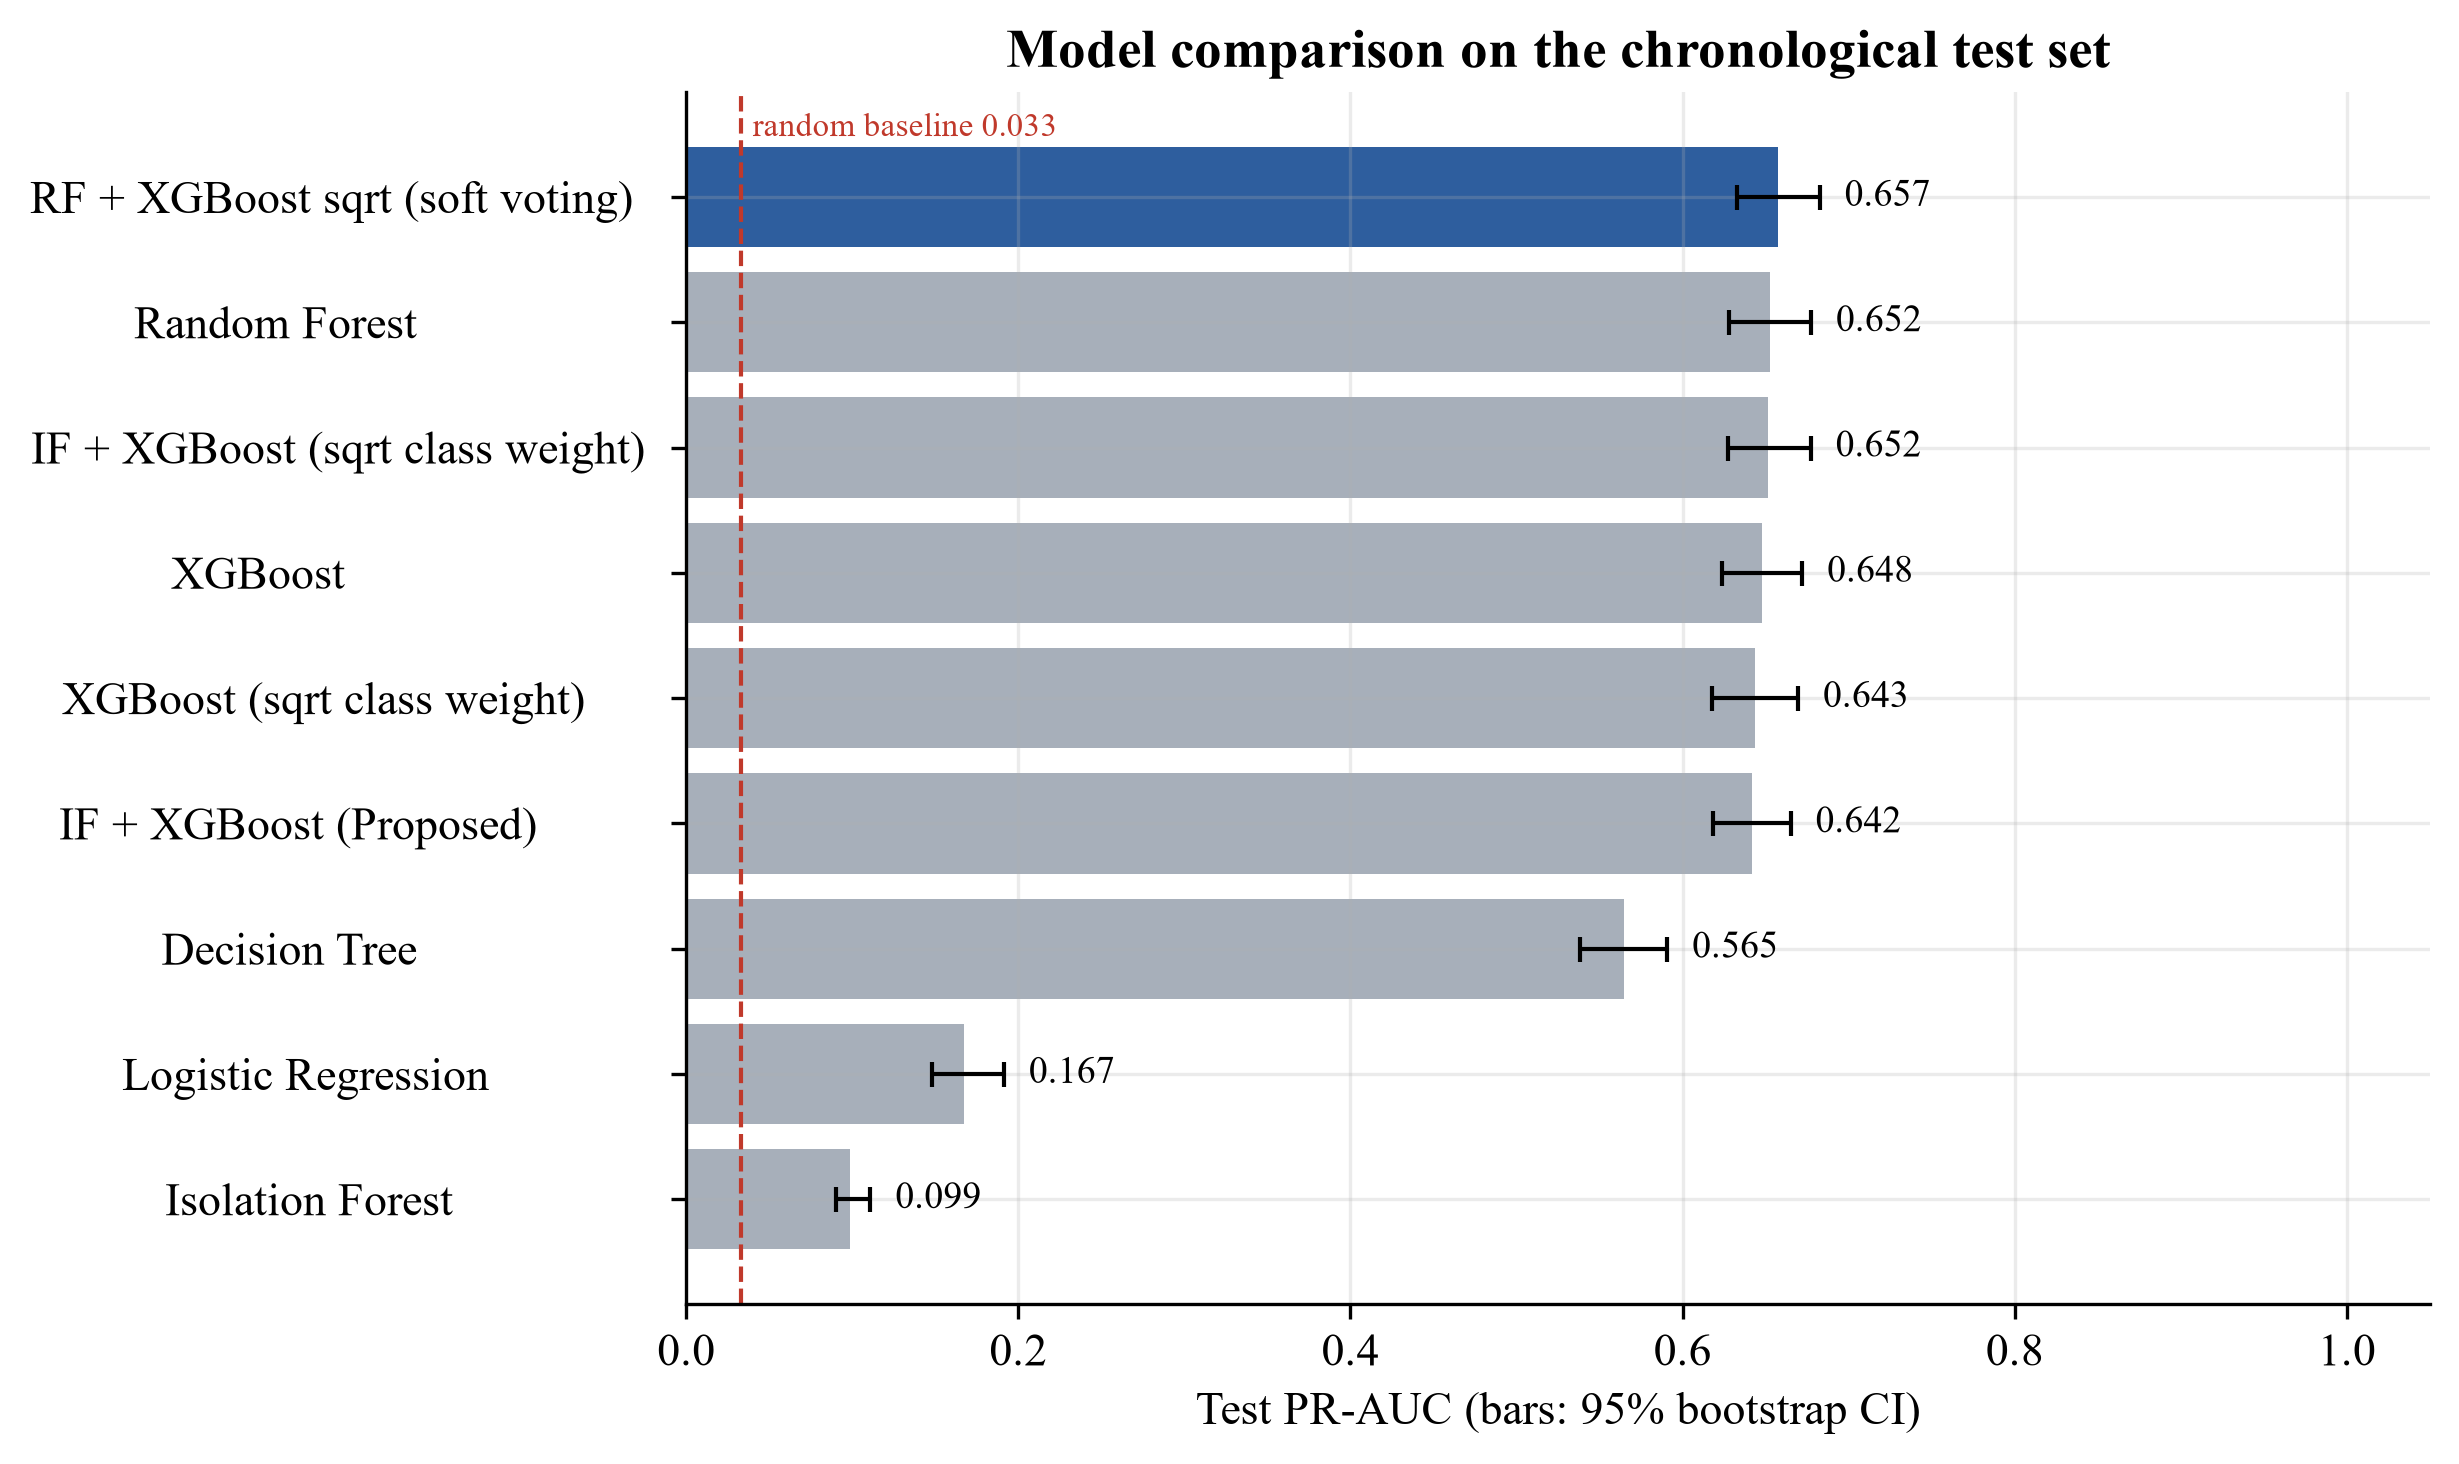 Model comparison on the chronological test set
random baseline 0.033
RF + XGBoost sqrt (soft voting) 0.657
Random Forest 0.652
IF + XGBoost (sqrt class weight) 0.652
XGBoost 0.648
XGBoost (sqrt class weight) 0.643
IF + XGBoost (Proposed) 0.642
Decision Tree 0.565
Logistic Regression 0.167
Isolation Forest 0.099
0.0 0.2 0.4 0.6 0.8 1.0
Test PR-AUC (bars: 95% bootstrap CI)